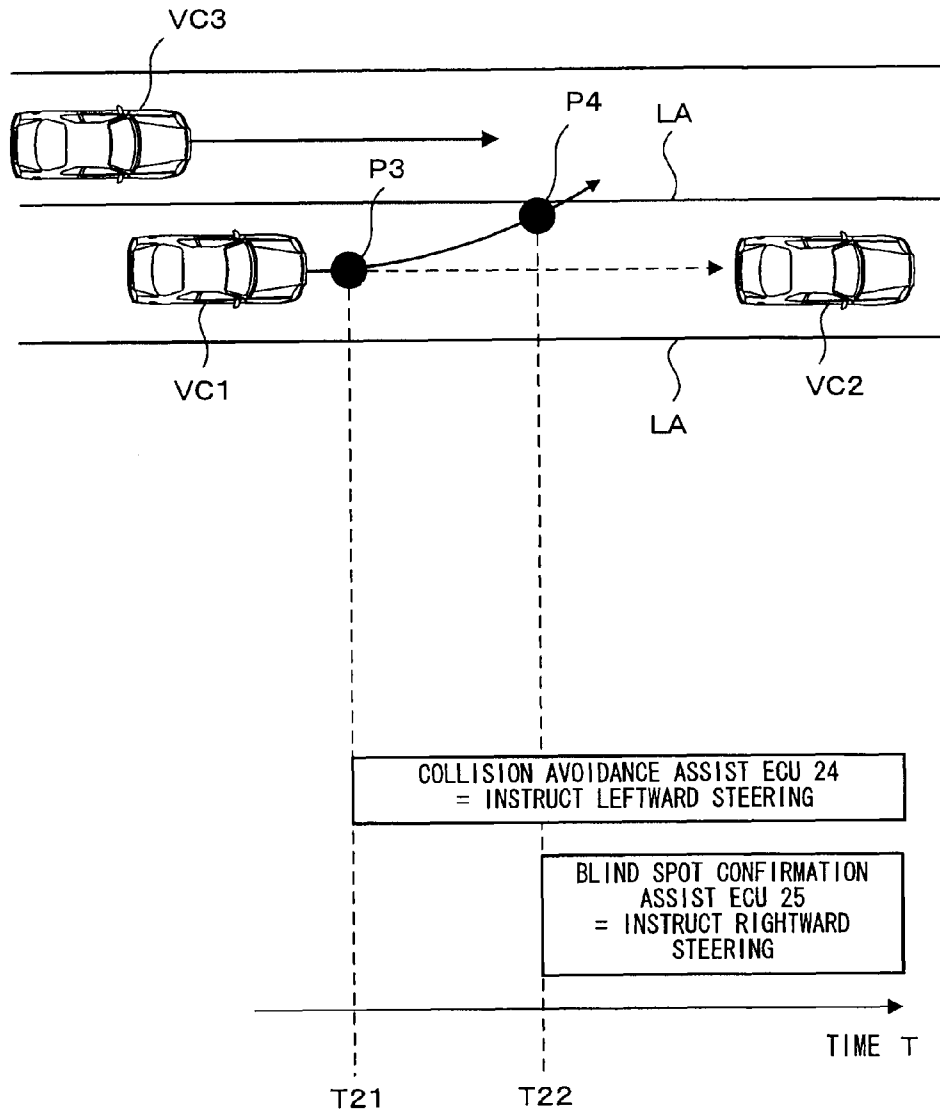 VC3
P4
LA
P3
VC1
VC2
LA
COLLISION AVOIDANCE ASSIST ECU 24
= INSTRUCT LEFTWARD STEERING
BLIND SPOT CONFIRMATION
ASSIST ECU 25
= INSTRUCT RIGHTWARD
STEERING
TIME T
T21
T22